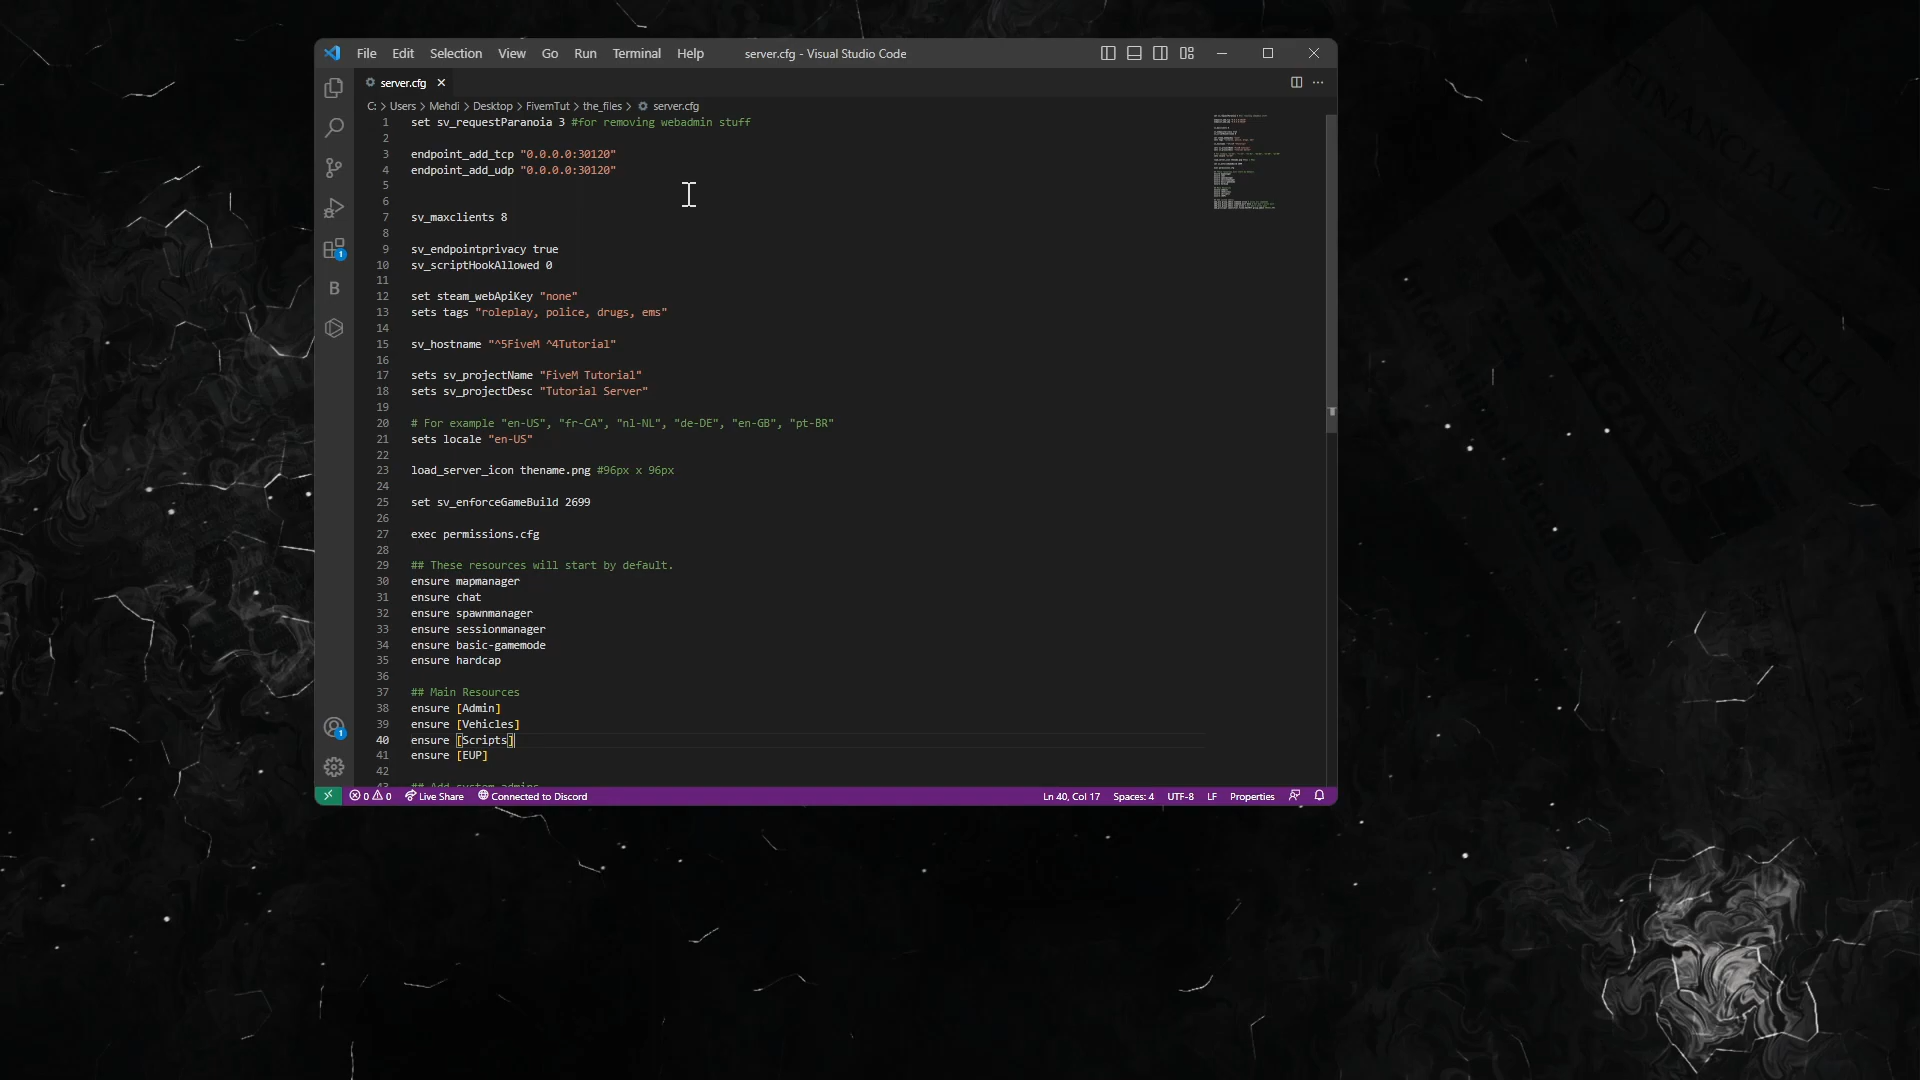 File Edit Selection View Go Run Terminal Help server.cfg - Visual Studio Code
server.cfg
C: > Users > Mehdi > Desktop > FivemTut > the_files > server.cfg
1 set sv_requestParanoia 3 #for removing webadmin stuff
2
3 endpoint_add_tcp "0.0.0.0:30120"
4 endpoint_add_udp "0.0.0.0:30120"
5
6
7 sv_maxclients 8
8
9 sv_endpointprivacy true
10 sv_scriptHookAllowed 0
11
12 set steam_webApiKey "none"
13 sets tags "roleplay, police, drugs, ems"
14
15 sv_hostname "^5FiveM ^4Tutorial"
16
17 sets sv_projectName "FiveM Tutorial"
18 sets sv_projectDesc "Tutorial Server"
19
20 # For example "en-US", "fr-CA", "nl-NL", "de-DE", "en-GB", "pt-BR"
21 sets locale "en-US"
22
23 load_server_icon thename.png #96px x 96px
24
25 set sv_enforceGameBuild 2699
26
27 exec permissions.cfg
28
29 ## These resources will start by default.
30 ensure mapmanager
31 ensure chat
32 ensure spawnmanager
33 ensure sessionmanager
34 ensure basic-gamemode
35 ensure hardcap
36
37 ## Main Resources
38 ensure [Admin]
39 ensure [Vehicles]
40 ensure [Scripts]
41 ensure [EUP]
42
43 ## Add system admins
0 0 Live Share Connected to Discord Ln 40, Col 17 Spaces: 4 UTF-8 LF Properties
FINANCIAL
DIE WELL
FIGARO